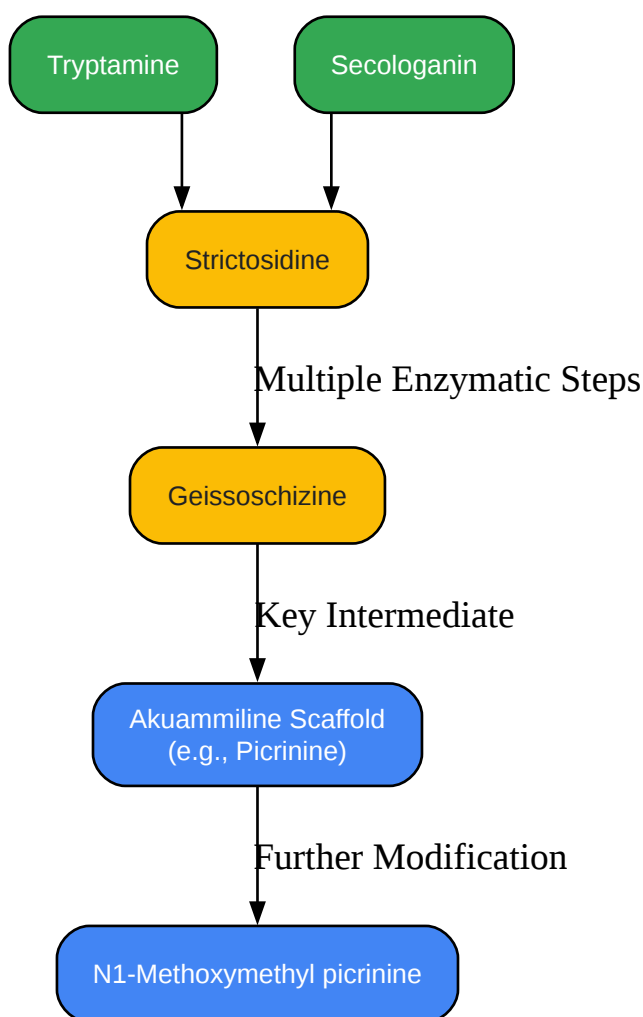 Tryptamine
Secologanin
Strictosidine
Multiple Enzymatic Steps
Geissoschizine
Key Intermediate
Akuammiline Scaffold
(e.g., Picrinine)
Further Modification
N1-Methoxymethyl picrinine